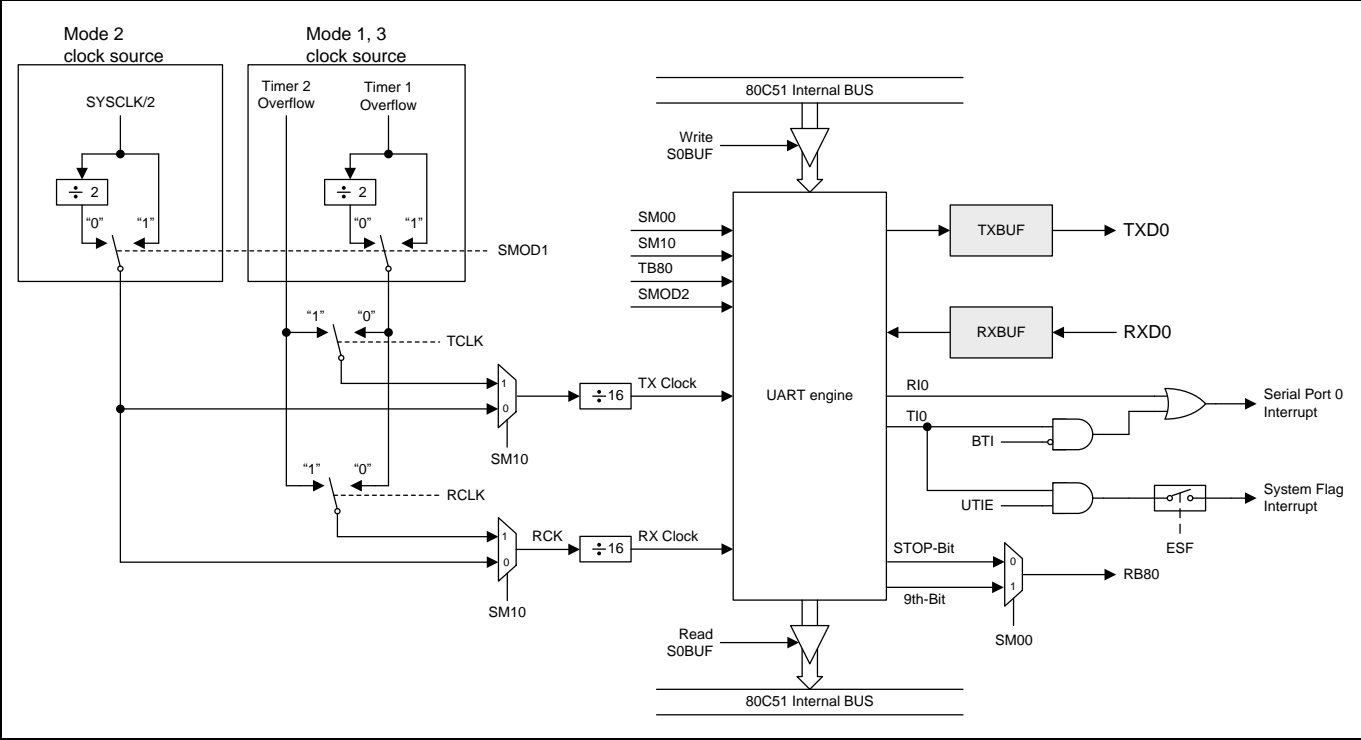 Mode 2
clock source
Mode 1, 3
clock source
SYSCLK/2
Timer 2
Overflow
Timer 1
Overflow
÷ 2
÷ 2
“0”
“1”
“0”
“1”
SMOD1
“1”
“0”
TCLK
1
0
SM10
÷16
TX Clock
“1”
“0”
RCLK
1
0
SM10
RCK
÷16
RX Clock
80C51 Internal BUS
Write
S0BUF
SM00
SM10
TB80
SMOD2
UART engine
Read
S0BUF
80C51 Internal BUS
TXBUF
TXD0
RXBUF
RXD0
RI0
TI0
BTI
Serial Port 0
Interrupt
UTIE
ESF
System Flag
Interrupt
STOP-Bit
9th-Bit
0
1
SM00
RB80